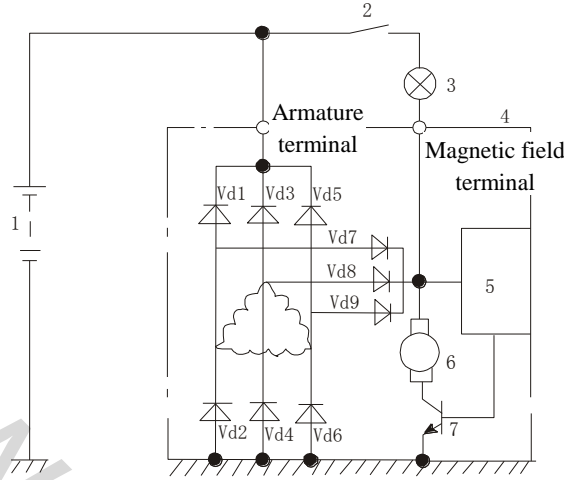 2
3
4
Armature
terminal
Magnetic field
terminal
Vd1
Vd3
Vd5
1
Vd7
Vd8
Vd9
5
6
Vd2
Vd4
Vd6
7